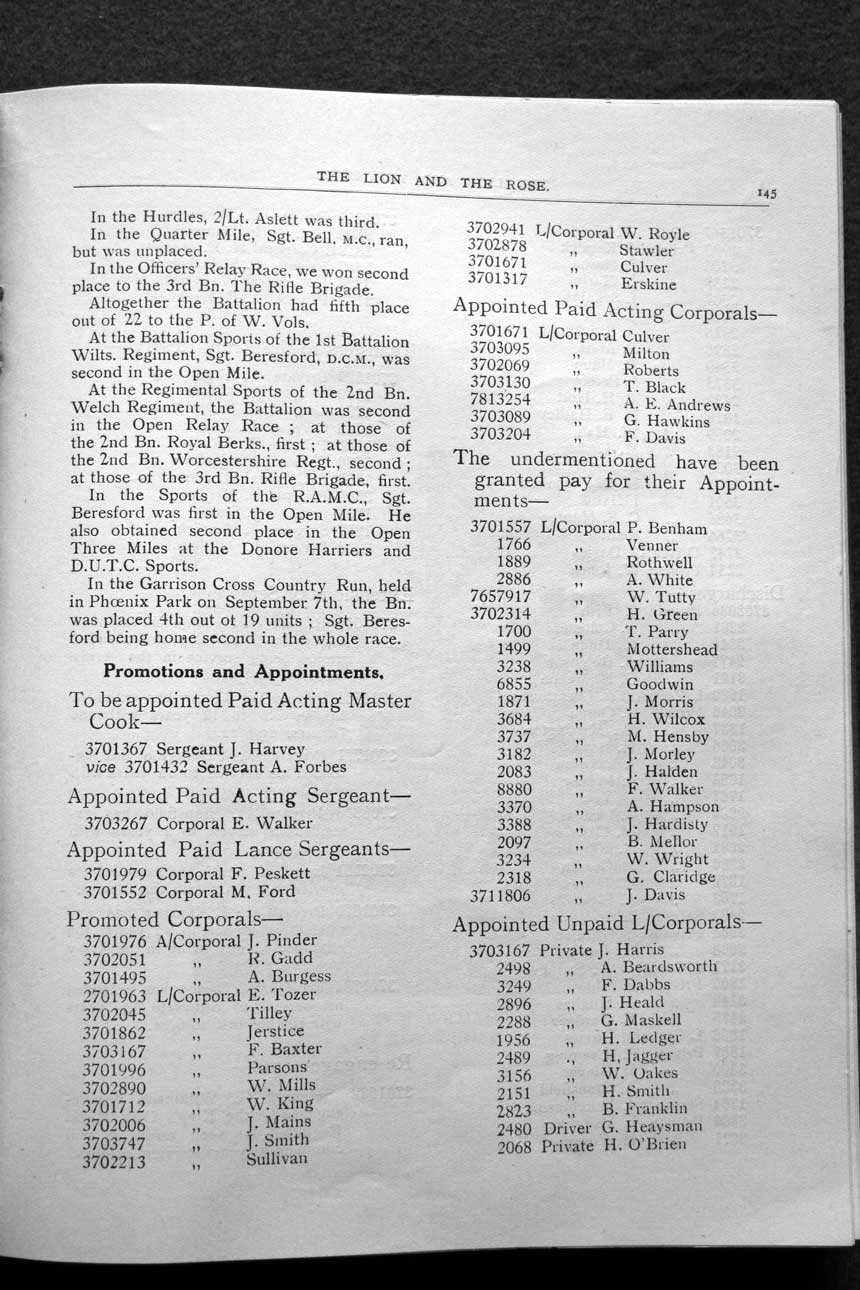 THE LION AND THE ROSE.
145
In the Hurdles, 2/Lt. Aslett was third.
In the Quarter Mile, Sgt. Bell, M.C., ran,
but was unplaced.
In the Officers' Relay Race, we won second
place to the 3rd Bn. The Rifle Brigade.
Altogether the Battalion had fifth place
out of 22 to the P. of W. Vols.
At the Battalion Sports of the 1st Battalion
Wilts. Regiment, Sgt. Beresford, D.C.M., was
second in the Open Mile.
At the Regimental Sports of the 2nd Bn.
Welch Regiment, the Battalion was second
in the Open Relay Race ; at those of
the 2nd Bn. Royal Berks., first ; at those of
the 2nd Bn. Worcestershire Regt., second ;
at those of the 3rd Bn. Rifle Brigade, first.
In the Sports of the R.A.M.C., Sgt.
Beresford was first in the Open Mile. He
also obtained second place in the Open
Three Miles at the Donore Harriers and
D.U.T.C. Sports.
In the Garrison Cross Country Run, held
in Phœnix Park on September 7th, the Bn.
was placed 4th out ot 19 units ; Sgt. Beres-
ford being home second in the whole race.
Promotions and Appointments.
To be appointed Paid Acting Master
Cook—
3701367 Sergeant J. Harvey
vice 3701432 Sergeant A. Forbes
Appointed Paid Acting Sergeant—
3703267 Corporal E. Walker
Appointed Paid Lance Sergeants—
3701979 Corporal F. Peskett
3701552 Corporal M. Ford
Promoted Corporals—
3701976 A/Corporal J. Pinder
3702051 ,, R. Gadd
3701495 ,, A. Burgess
2701963 L/Corporal E. Tozer
3702045 ,, Tilley
3701862 ,, Jerstice
3703167 ,, F. Baxter
3701996 ,, Parsons
3702890 ,, W. Mills
3701712 ,, W. King
3702006 ,, J. Mains
3703747 ,, J. Smith
3702213 ,, Sullivan
3702941 L/Corporal W. Royle
3702878 ,, Stawler
3701671 ,, Culver
3701317 ,, Erskine
Appointed Paid Acting Corporals—
3701671 L/Corporal Culver
3703095 ,, Milton
3702069 ,, Roberts
3703130 ,, T. Black
7813254 ,, A. E. Andrews
3703089 ,, G. Hawkins
3703204 ,, F. Davis
The undermentioned have been
granted pay for their Appoint-
ments—
3701557 L/Corporal P. Benham
1766 ,, Venner
1889 ,, Rothwell
2886 ,, A. White
7657917 ,, W. Tutty
3702314 ,, H. Green
1700 ,, T. Parry
1499 ,, Mottershead
3238 ,, Williams
6855 ,, Goodwin
1871 ,, J. Morris
3684 ,, H. Wilcox
3737 ,, M. Hensby
3182 ,, J. Morley
2083 ,, J. Halden
8880 ,, F. Walker
3370 ,, A. Hampson
3388 ,, J. Hardisty
2097 ,, B. Mellor
3234 ,, W. Wright
2318 ,, G. Claridge
3711806 ,, J. Davis
Appointed Unpaid L/Corporals—
3703167 Private J. Harris
2498 ,, A. Beardsworth
3249 ,, F. Dabbs
2896 ,, J. Heald
2288 ,, G. Maskell
1956 ,, H. Ledger
2489 ., H, Jagger
3156 ,, W. Oakes
2151 ,, H. Smith
2823 ,, B. Franklin
2480 Driver G. Heaysman
2068 Private H. O'Brien